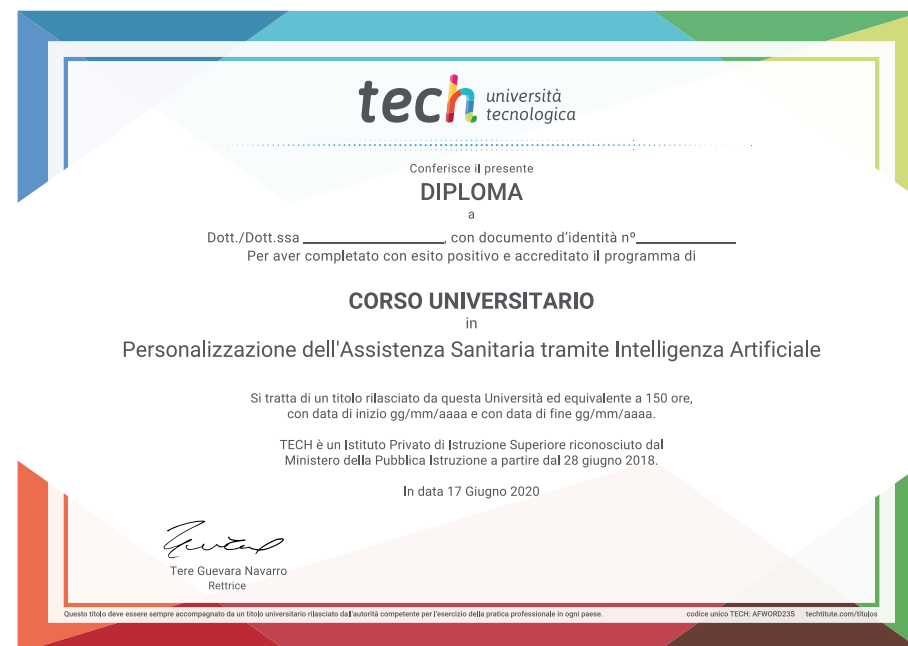 tech università
tecnologica
Conferisce il presente
DIPLOMA
a
Dott./Dott.ssa ____________________, con documento d'identità nº______________
Per aver completato con esito positivo e accreditato il programma di
CORSO UNIVERSITARIO
in
Personalizzazione dell'Assistenza Sanitaria tramite Intelligenza Artificiale
Si tratta di un titolo rilasciato da questa Università ed equivalente a 150 ore,
con data di inizio gg/mm/aaaa e con data di fine gg/mm/aaaa.
TECH è un Istituto Privato di Istruzione Superiore riconosciuto dal
Ministero della Pubblica Istruzione a partire dal 28 giugno 2018.
In data 17 Giugno 2020
Tere Guevara Navarro
Rettrice
Questo titolo deve essere sempre accompagnato da un titolo universitario rilasciato dall'autorità competente per l'esercizio della pratica professionale in ogni paese. codice unico TECH: AFWORD23S techtitute.com/titulos